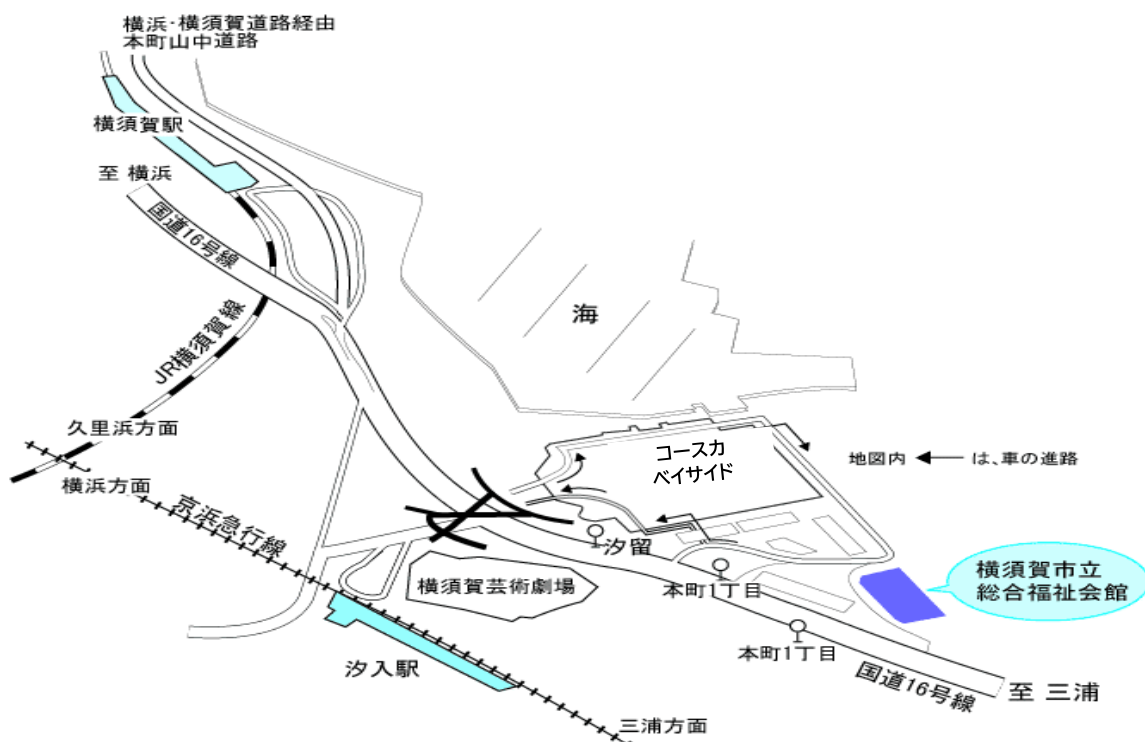 横浜・横須賀道路経由
本町山中道路
横須賀駅
至 横浜
国道16号線
JR横須賀線
海
久里浜方面
横浜方面
京浜急行線
コースカ
ベイサイド
地図内 ← は、車の進路
汐留
本町1丁目
横須賀市立
総合福祉会館
横須賀芸術劇場
本町1丁目
汐入駅
国道16号線
至 三浦
三浦方面